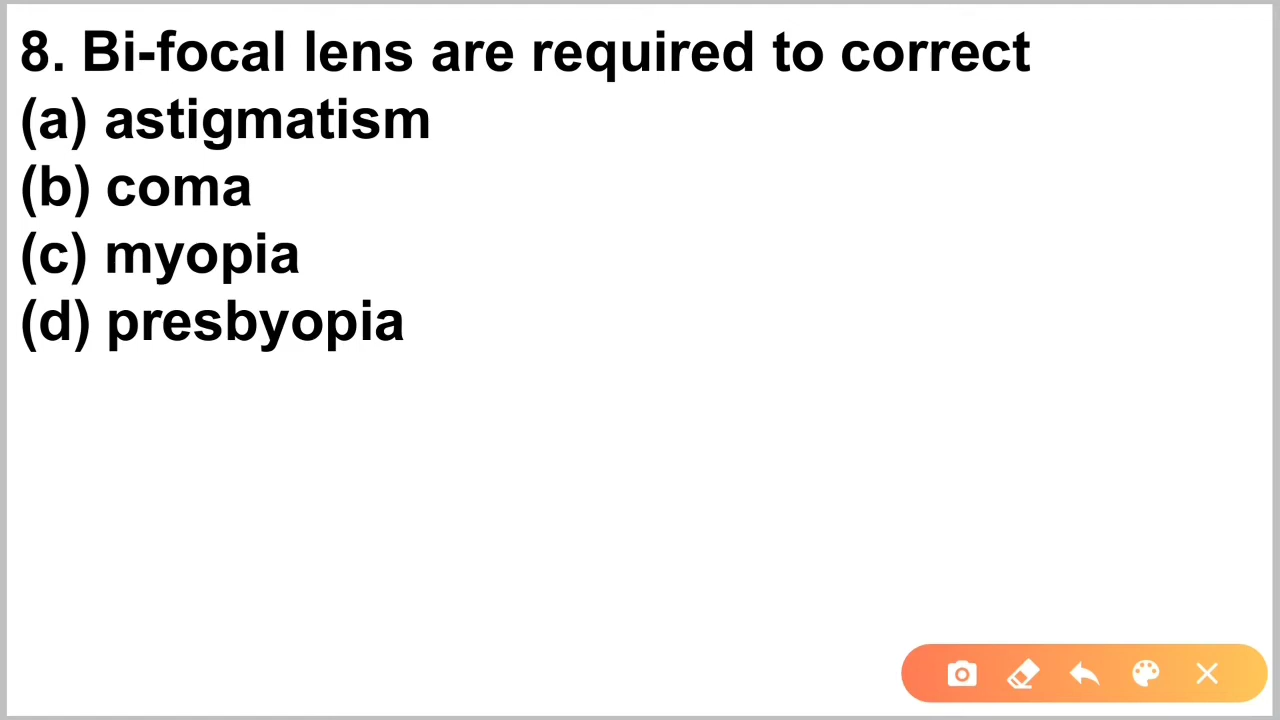 8. Bi-focal lens are required to correct
(a) astigmatism
(b) coma
(c) myopia
(d) presbyopia